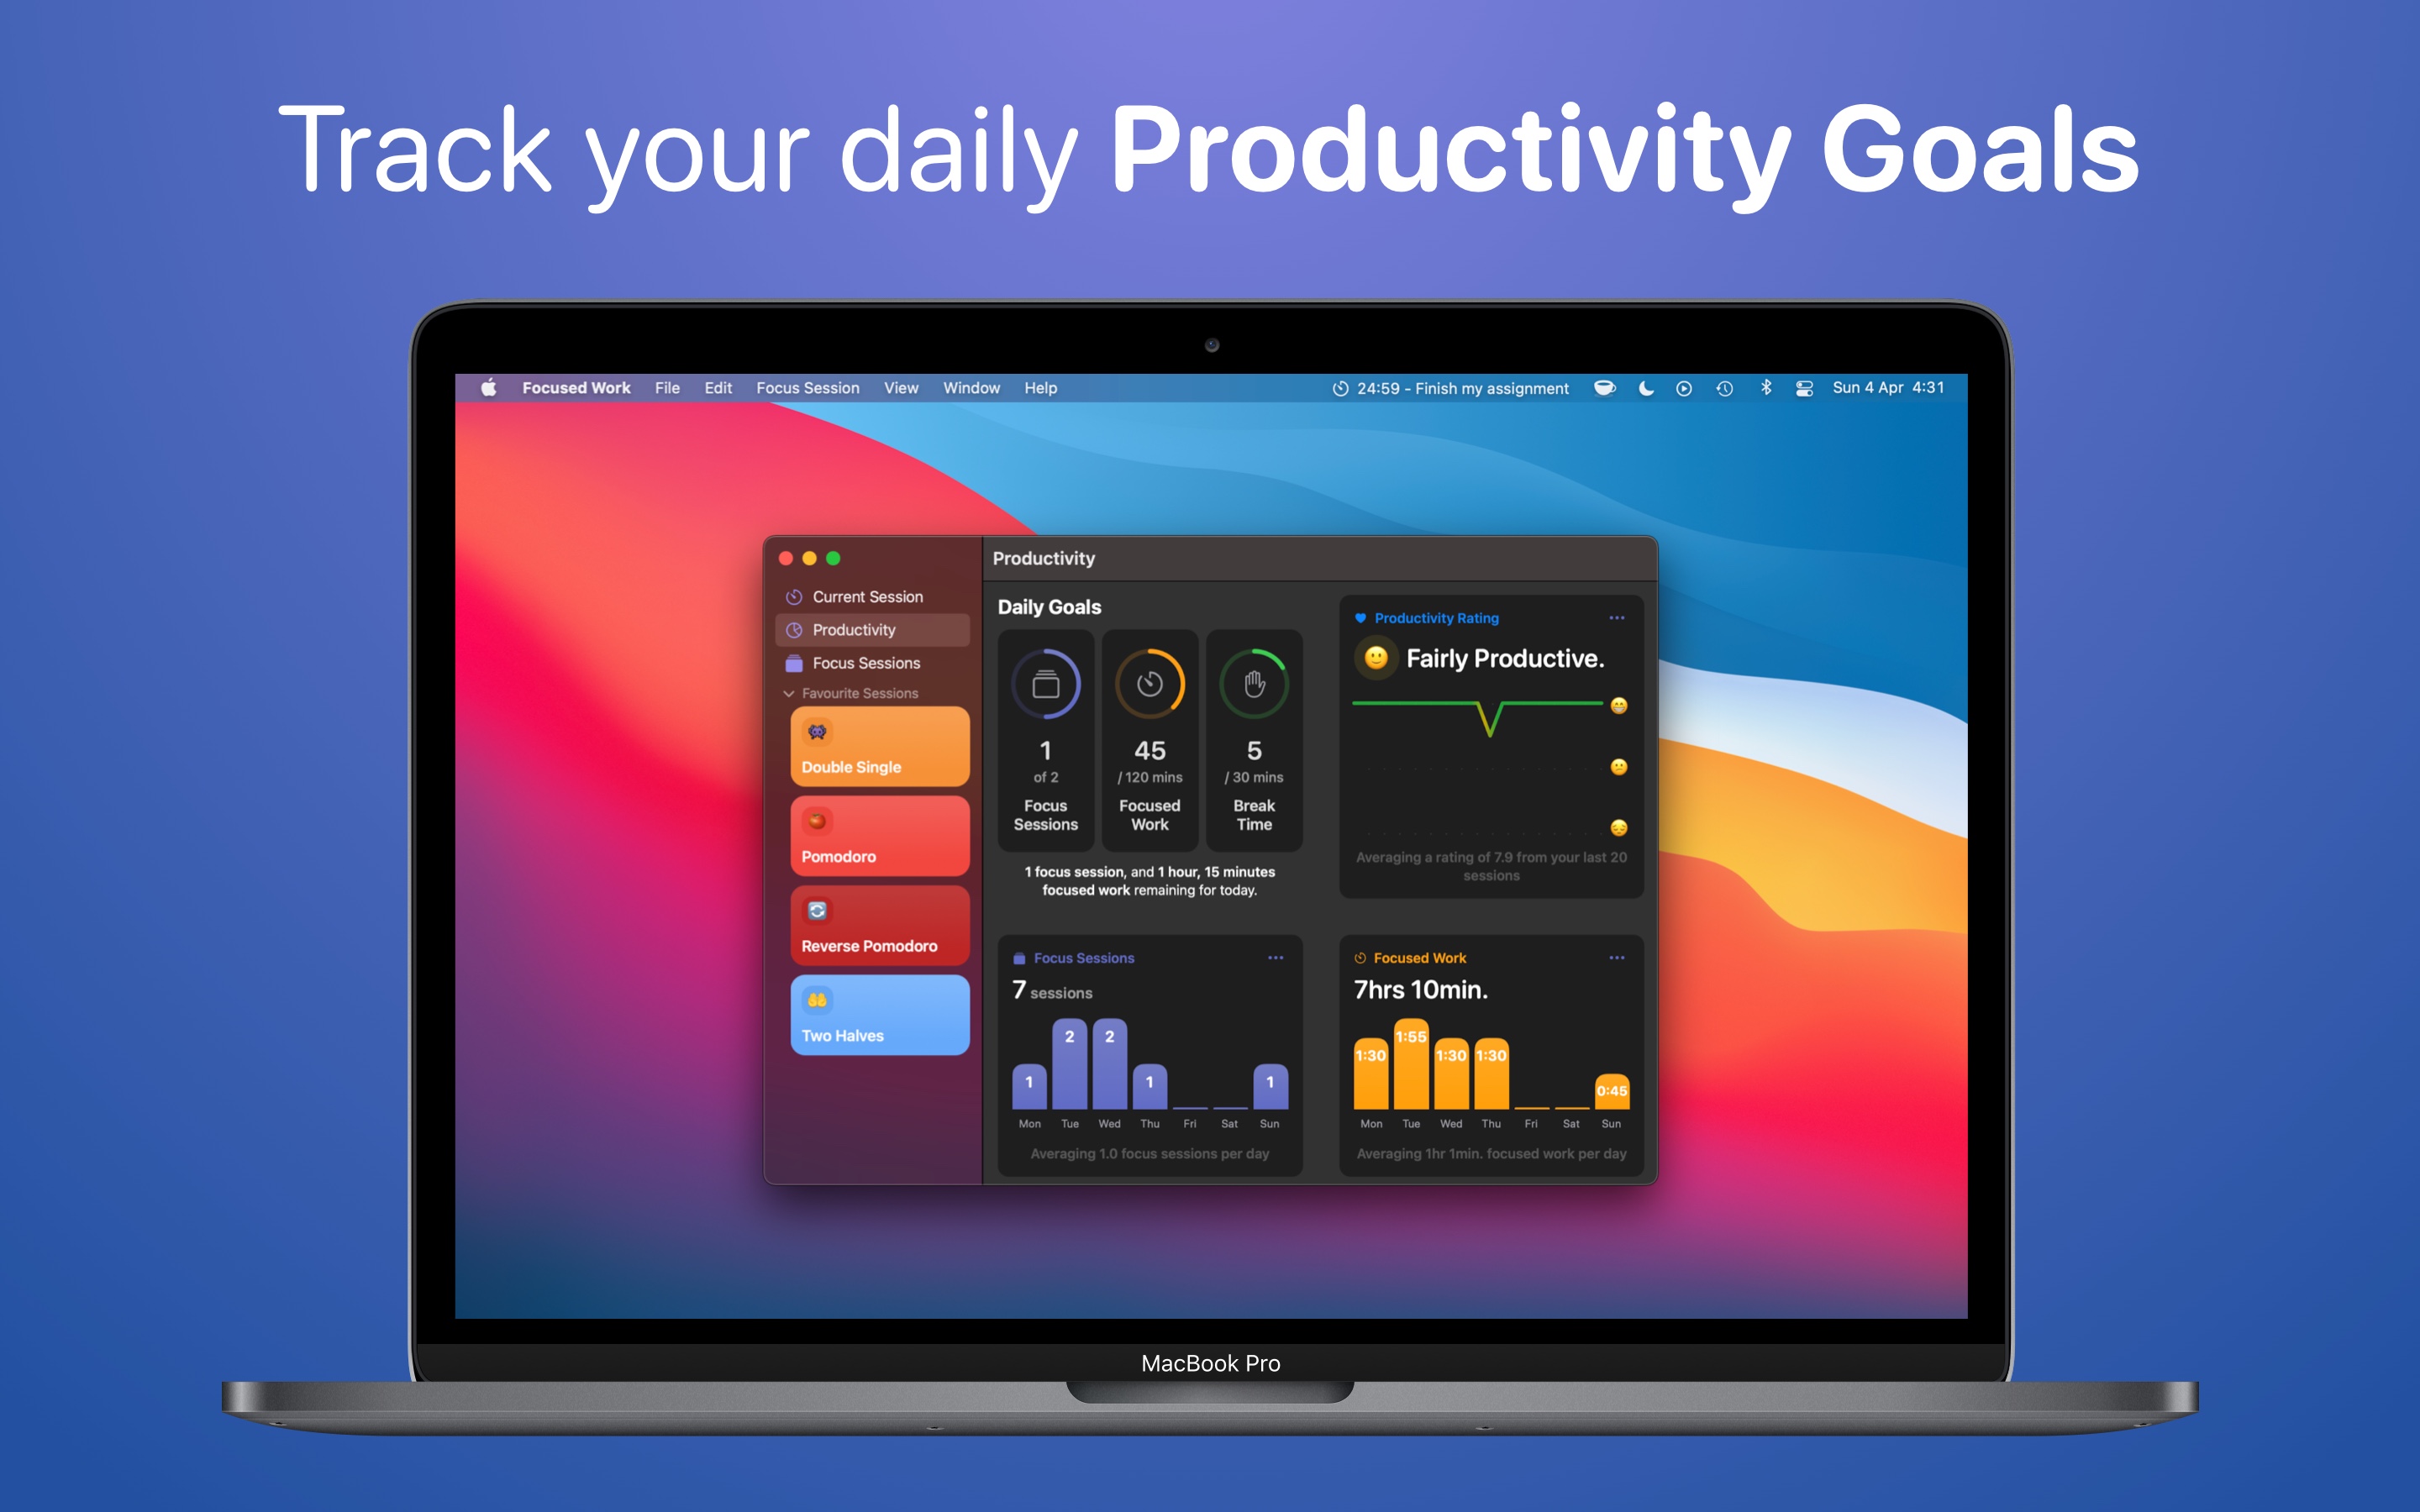 Track your daily Productivity Goals
Focused Work File Edit Focus Session View Window Help
24:59 - Finish my assignment
Sun 4 Apr 4:31
Current Session
Productivity
Focus Sessions
Favourite Sessions
Double Single
Pomodoro
Reverse Pomodoro
Two Halves
Productivity
Daily Goals
1
of 2
Focus
Sessions
45
/ 120 mins
Focused
Work
5
/ 30 mins
Break
Time
1 focus session, and 1 hour, 15 minutes
focused work remaining for today.
Productivity Rating
Fairly Productive.
Averaging a rating of 7.9 from your last 20
sessions
Focus Sessions
7 sessions
1 2 2 1 1
Mon Tue Wed Thu Fri Sat Sun
Averaging 1.0 focus sessions per day
Focused Work
7hrs 10min.
1:30 1:55 1:30 1:30 0:45
Mon Tue Wed Thu Fri Sat Sun
Averaging 1hr 1min. focused work per day
MacBook Pro